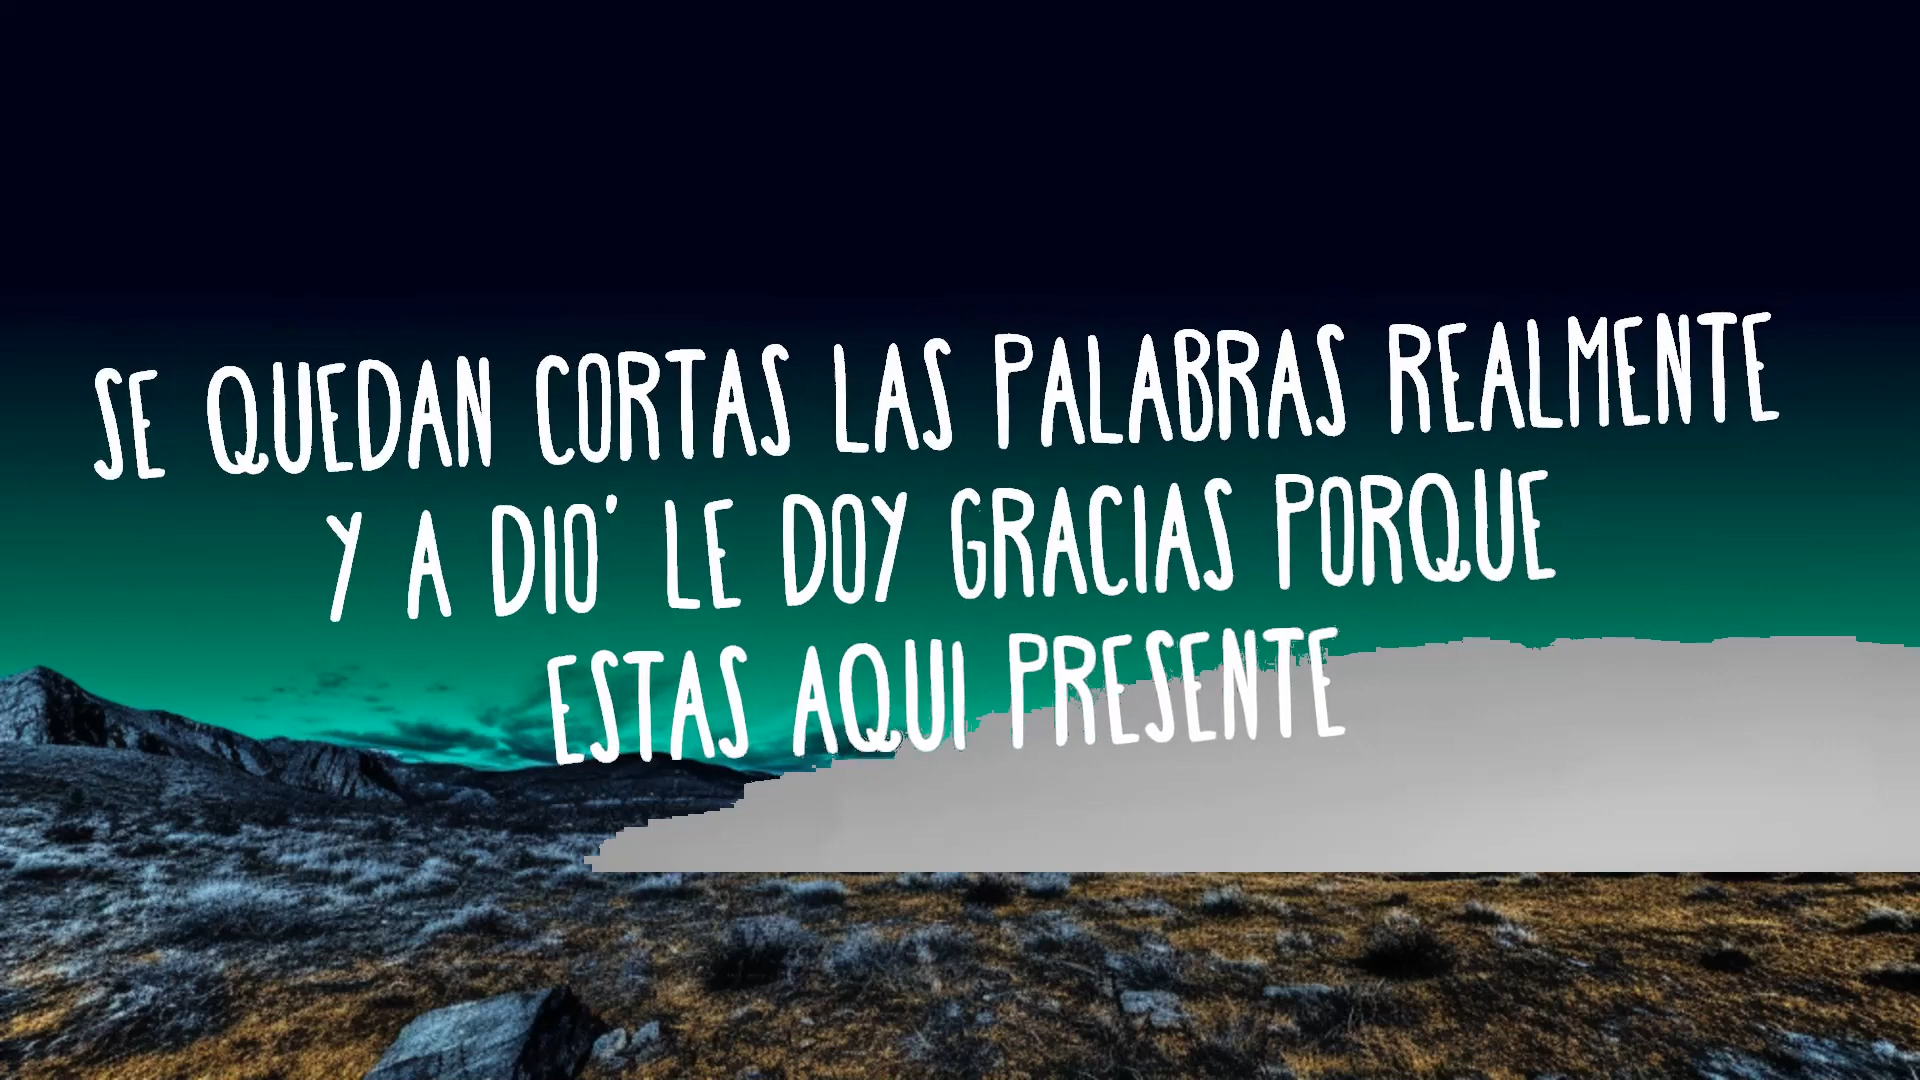 SE QUEDAN CORTAS LAS PALABRAS REALMENTE
Y A DIO' LE DOY GRACIAS PORQUE
ESTAS AQUI PRESENTE